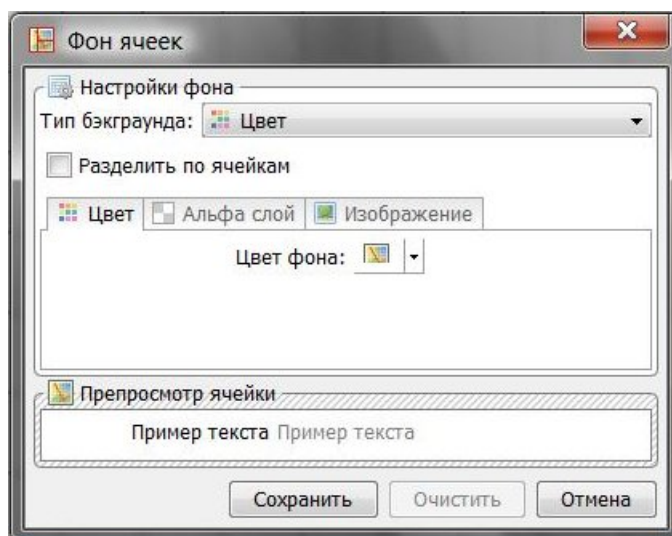 Фон ячеек
Настройки фона
Тип бэкграунда: Цвет
Разделить по ячейкам
Цвет Альфа слой Изображение
Цвет фона:
Препросмотр ячейки
Пример текста Пример текста
Сохранить Очистить Отмена